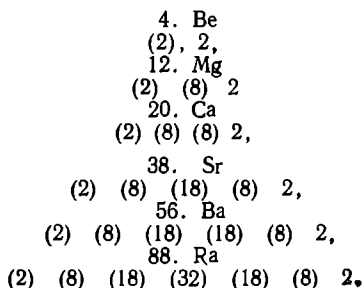 4. Be
(2), 2,
12. Mg
(2) (8) 2
20. Ca
(2) (8) (8) 2,
38. Sr
(2) (8) (18) (8) 2,
56. Ba
(2) (8) (18) (18) (8) 2,
88. Ra
(2) (8) (18) (32) (18) (8) 2.